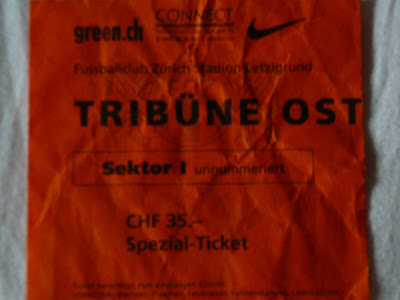 CONNECT
green.ch
Fussballclub Zürich Stadion Letzigrund
TRIBÜNE OST
Sektor I unnummeriert
CHF 35.–
Spezial-Ticket